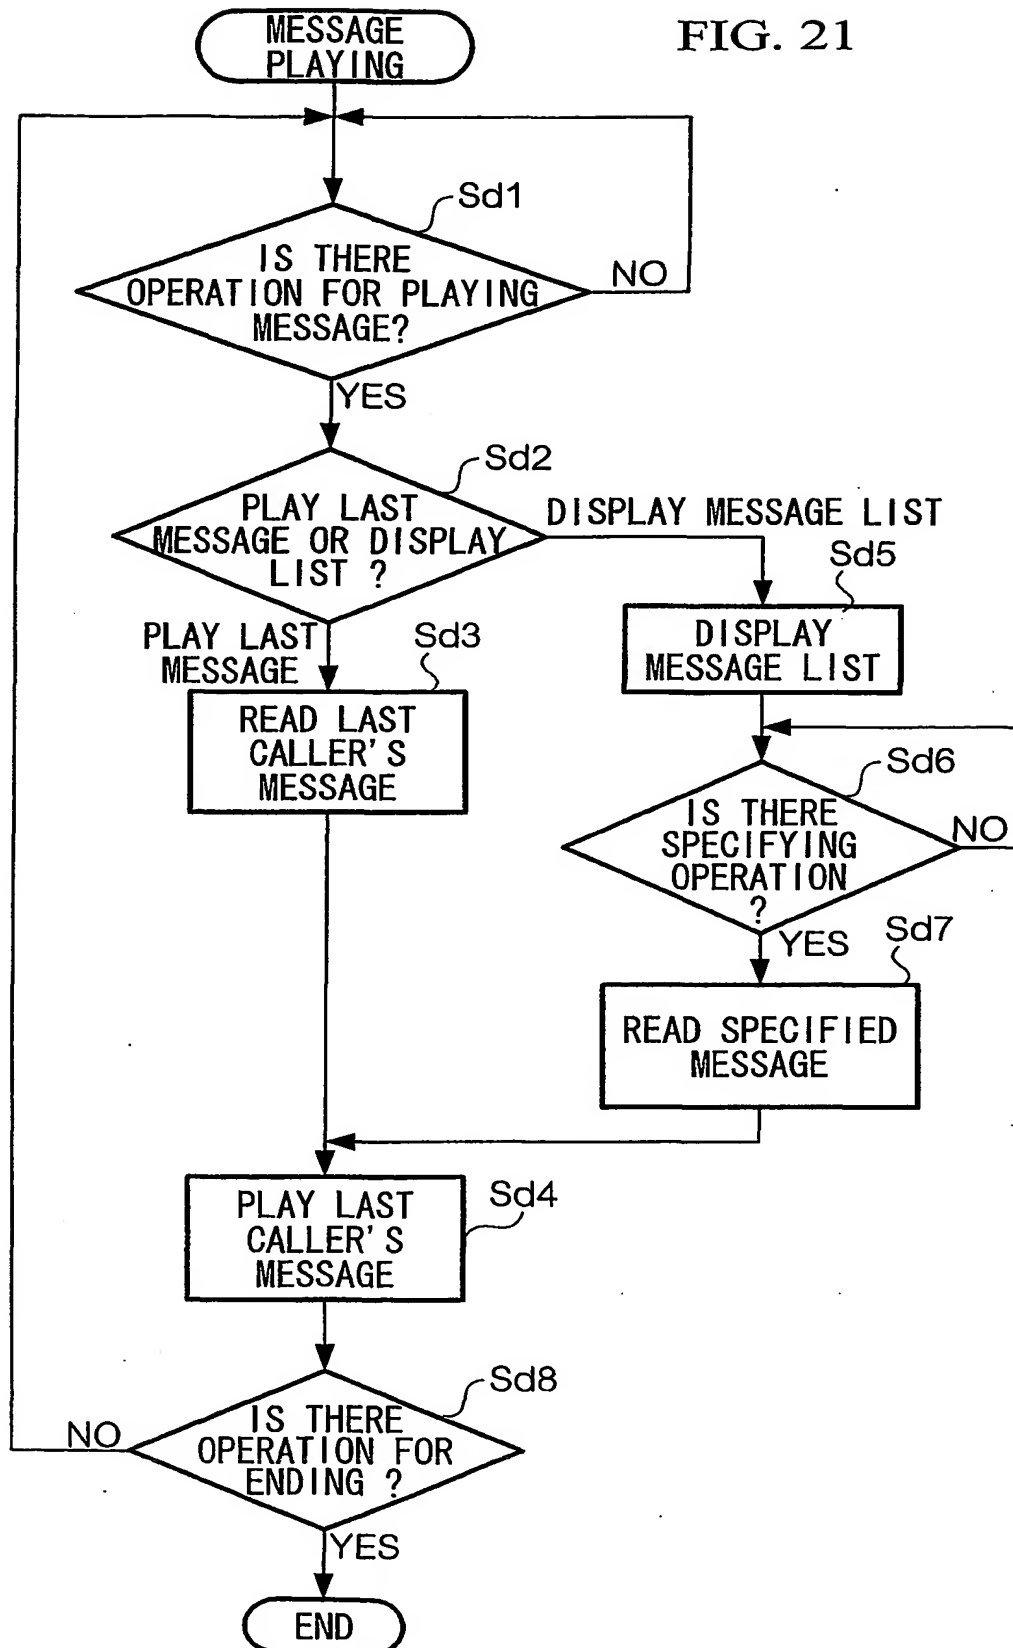 FIG. 21
MESSAGE
PLAYING
Sd1
IS THERE
OPERATION FOR PLAYING
MESSAGE?
NO
YES
Sd2
PLAY LAST
MESSAGE OR DISPLAY
LIST ?
DISPLAY MESSAGE LIST
Sd5
DISPLAY
MESSAGE LIST
PLAY LAST
MESSAGE
Sd3
READ LAST
CALLER'S
MESSAGE
Sd6
IS THERE
SPECIFYING
OPERATION
?
NO
YES
Sd7
READ SPECIFIED
MESSAGE
Sd4
PLAY LAST
CALLER'S
MESSAGE
Sd8
IS THERE
OPERATION FOR
ENDING ?
NO
YES
END